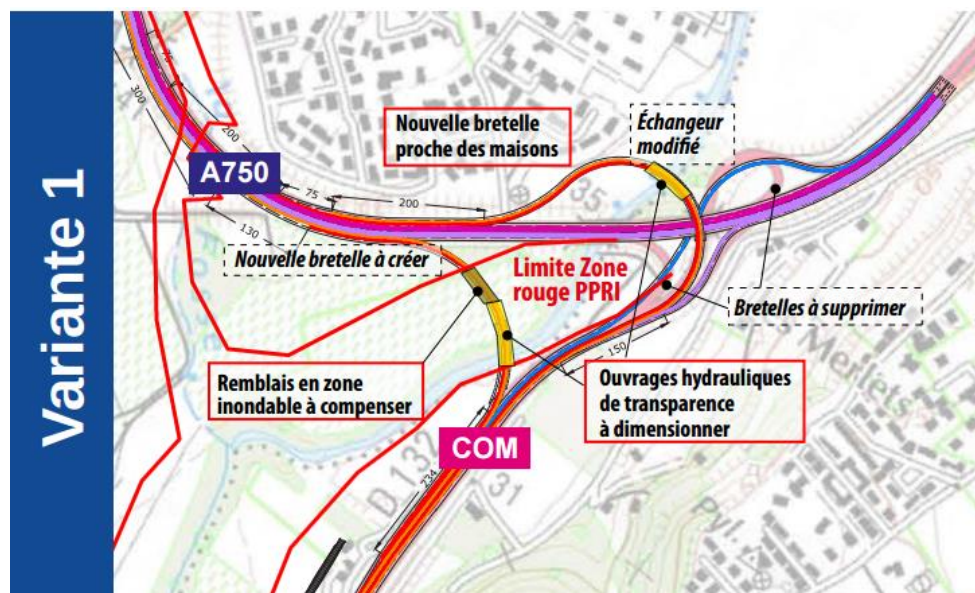 Variante 1
75
300
200
A750
Nouvelle bretelle
proche des maisons
Échangeur
modifié
75
200
35
130
Nouvelle bretelle à créer
Limite Zone
rouge PPRI
Bretelles à supprimer
150
Remblais en zone
inondable à compenser
Ouvrages hydrauliques
de transparence
à dimensionner
COM
D 132
234
31